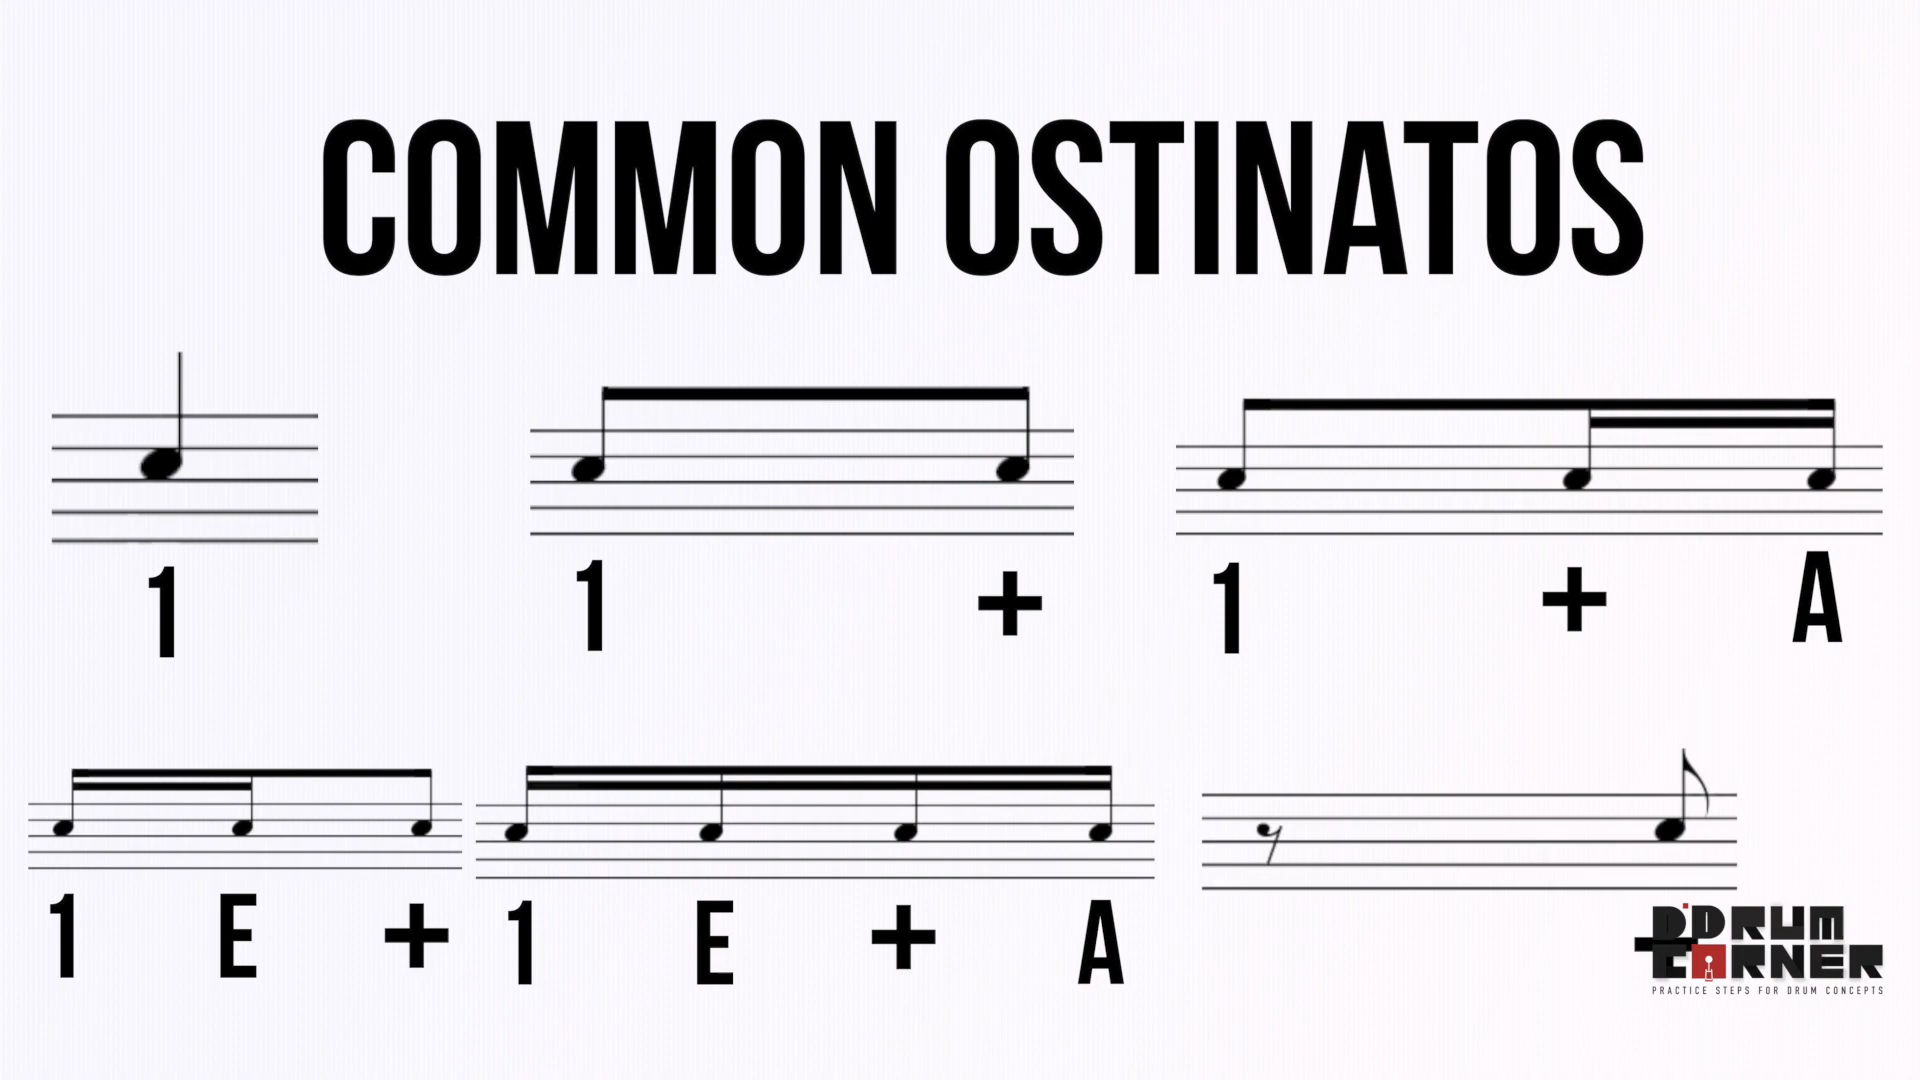 COMMON OSTINATOS
1
1 +
1 + A
1 E +
1 E + A
+
D'DRUM
CORNER
PRACTICE STEPS FOR DRUM CONCEPTS